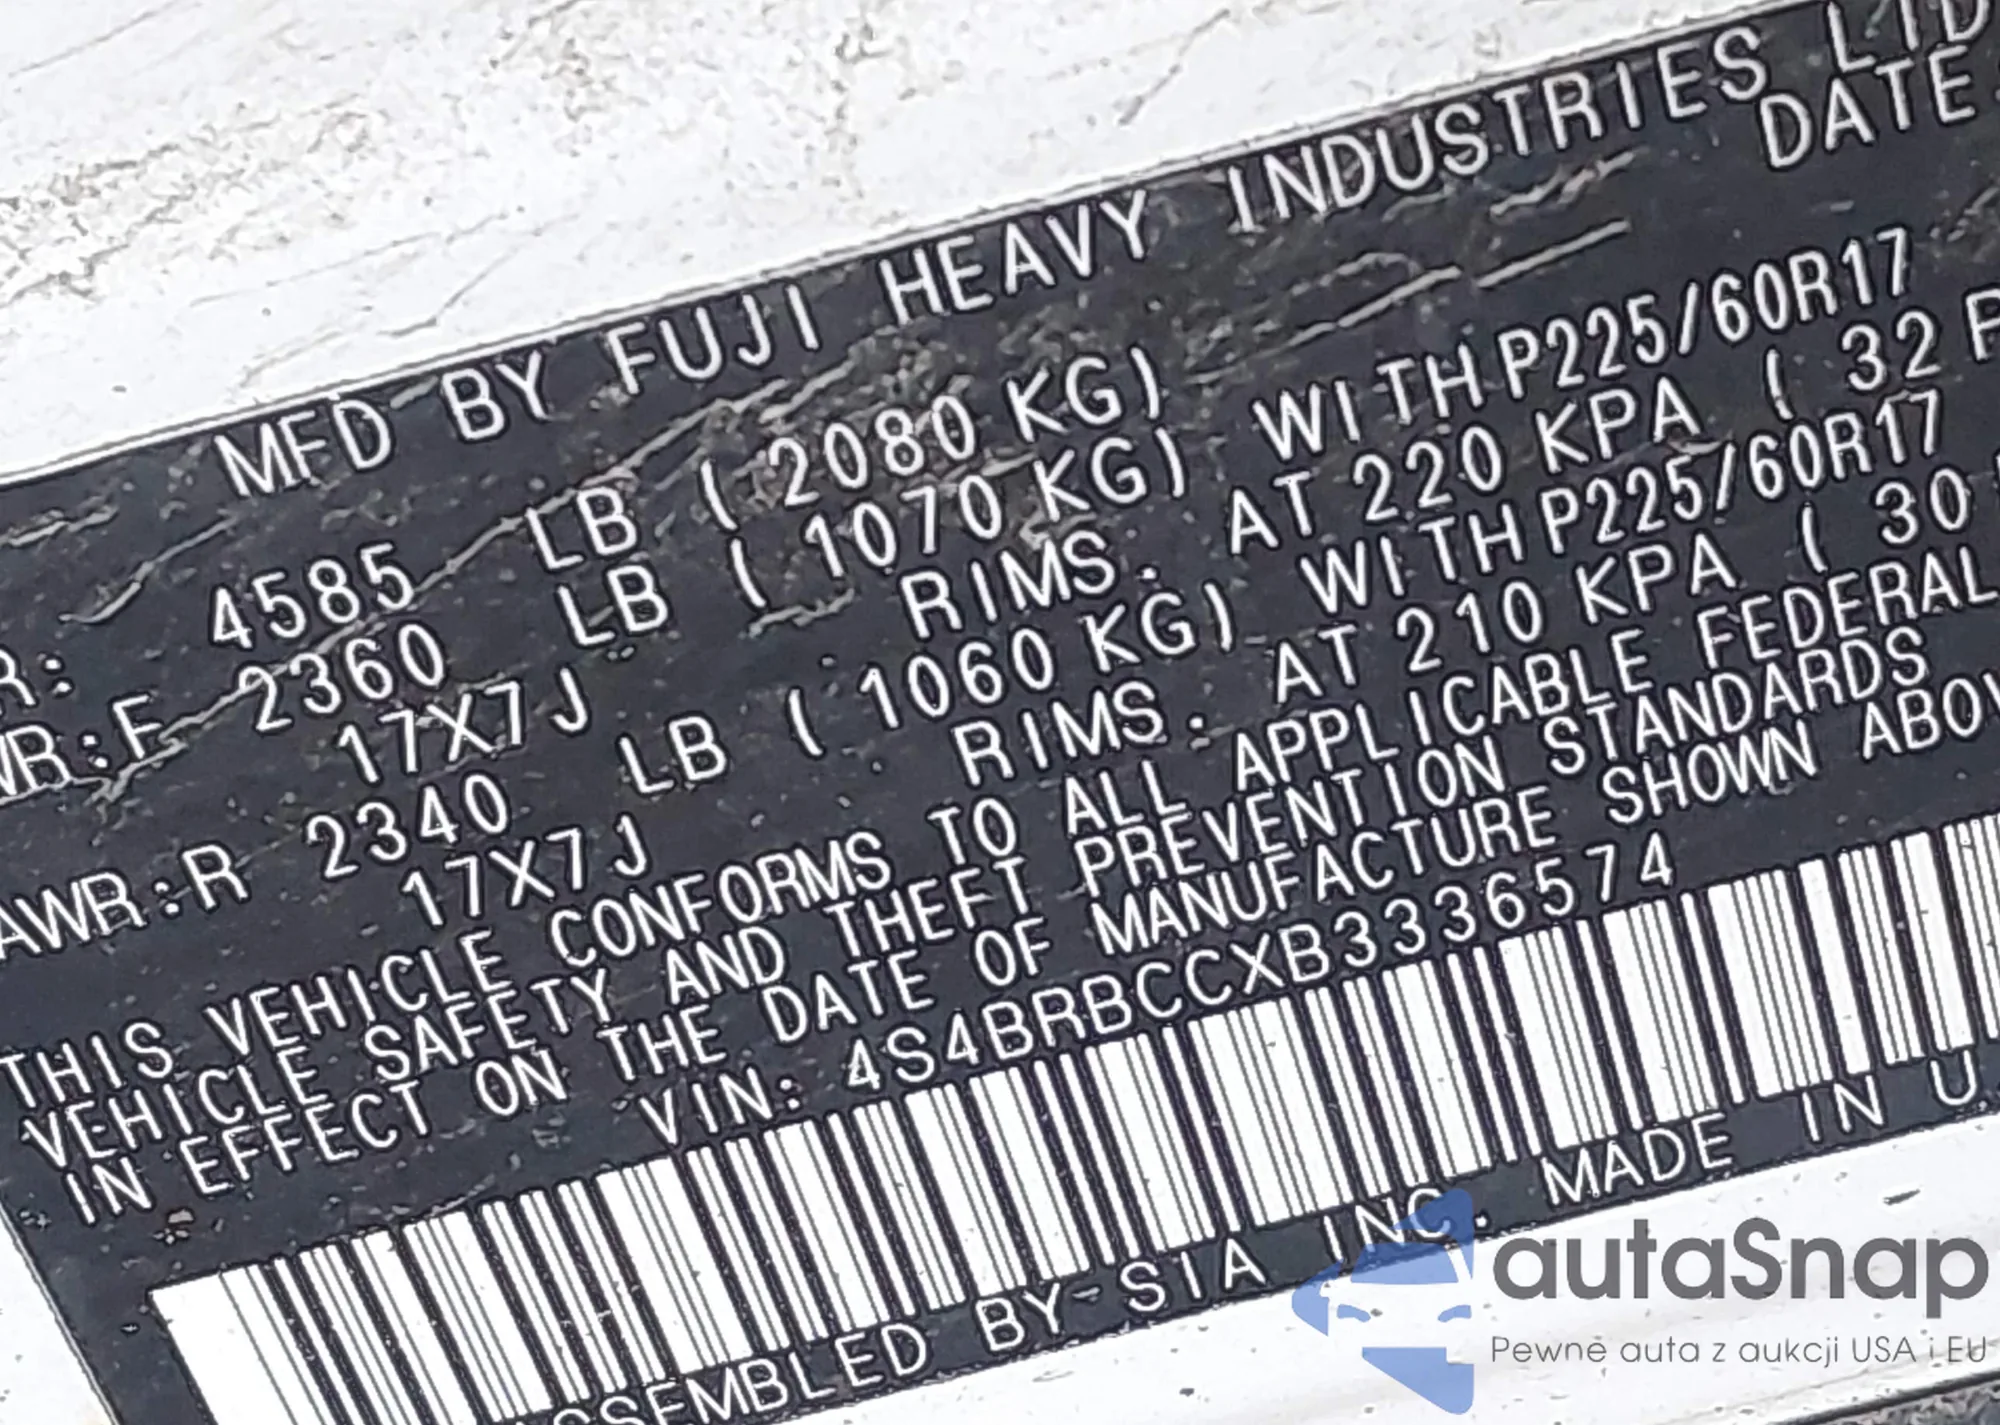 MFD BY FUJI HEAVY INDUSTRIES LTD
DATE
R: 4585 LB ( 2080 KG)
WR:F 2360 LB ( 1070 KG) WITH P225/60R17
17X7J RIMS. AT 220 KPA ( 32 P
AWR:R 2340 LB ( 1060 KG) WITH P225/60R17
17X7J RIMS. AT 210 KPA ( 30
THIS VEHICLE CONFORMS TO ALL APPLICABLE FEDERAL
VEHICLE SAFETY AND THEFT PREVENTION STANDARDS
IN EFFECT ON THE DATE OF MANUFACTURE SHOWN ABOV
VIN: 4S4BRBCCXB3336574
ASSEMBLED BY SIA INC. MADE IN U.
autaSnap
Pewne auta z aukcji USA i EU